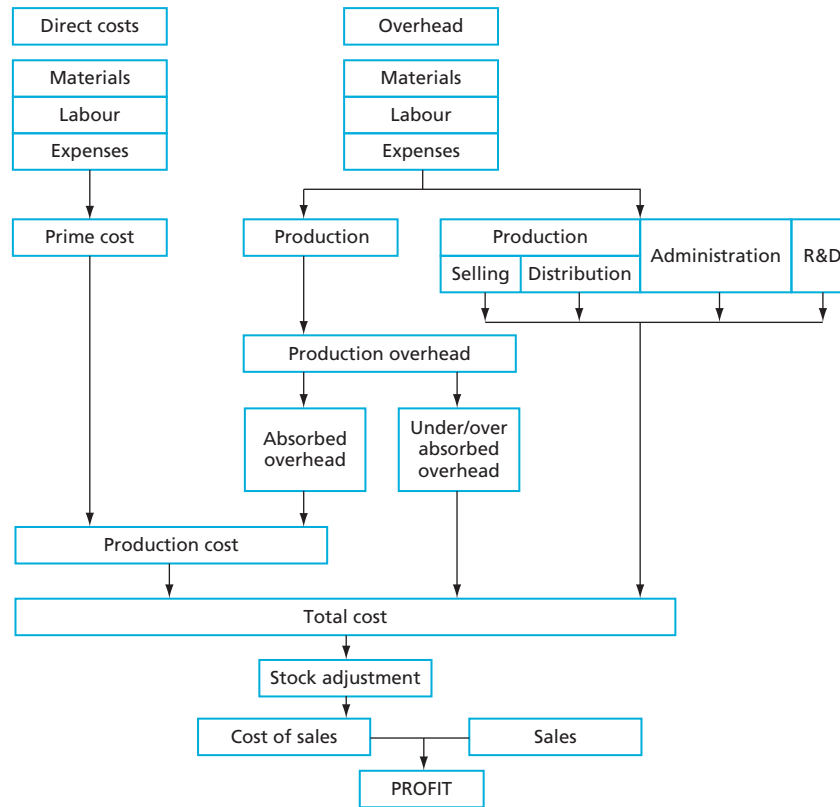 Direct costs
Overhead
Materials
Labour
Expenses
Materials
Labour
Expenses
Prime cost
Production
Production
Selling
Distribution
Administration
R&D
Production overhead
Absorbed
overhead
Under/over
absorbed
overhead
Production cost
Total cost
Stock adjustment
Cost of sales
Sales
PROFIT